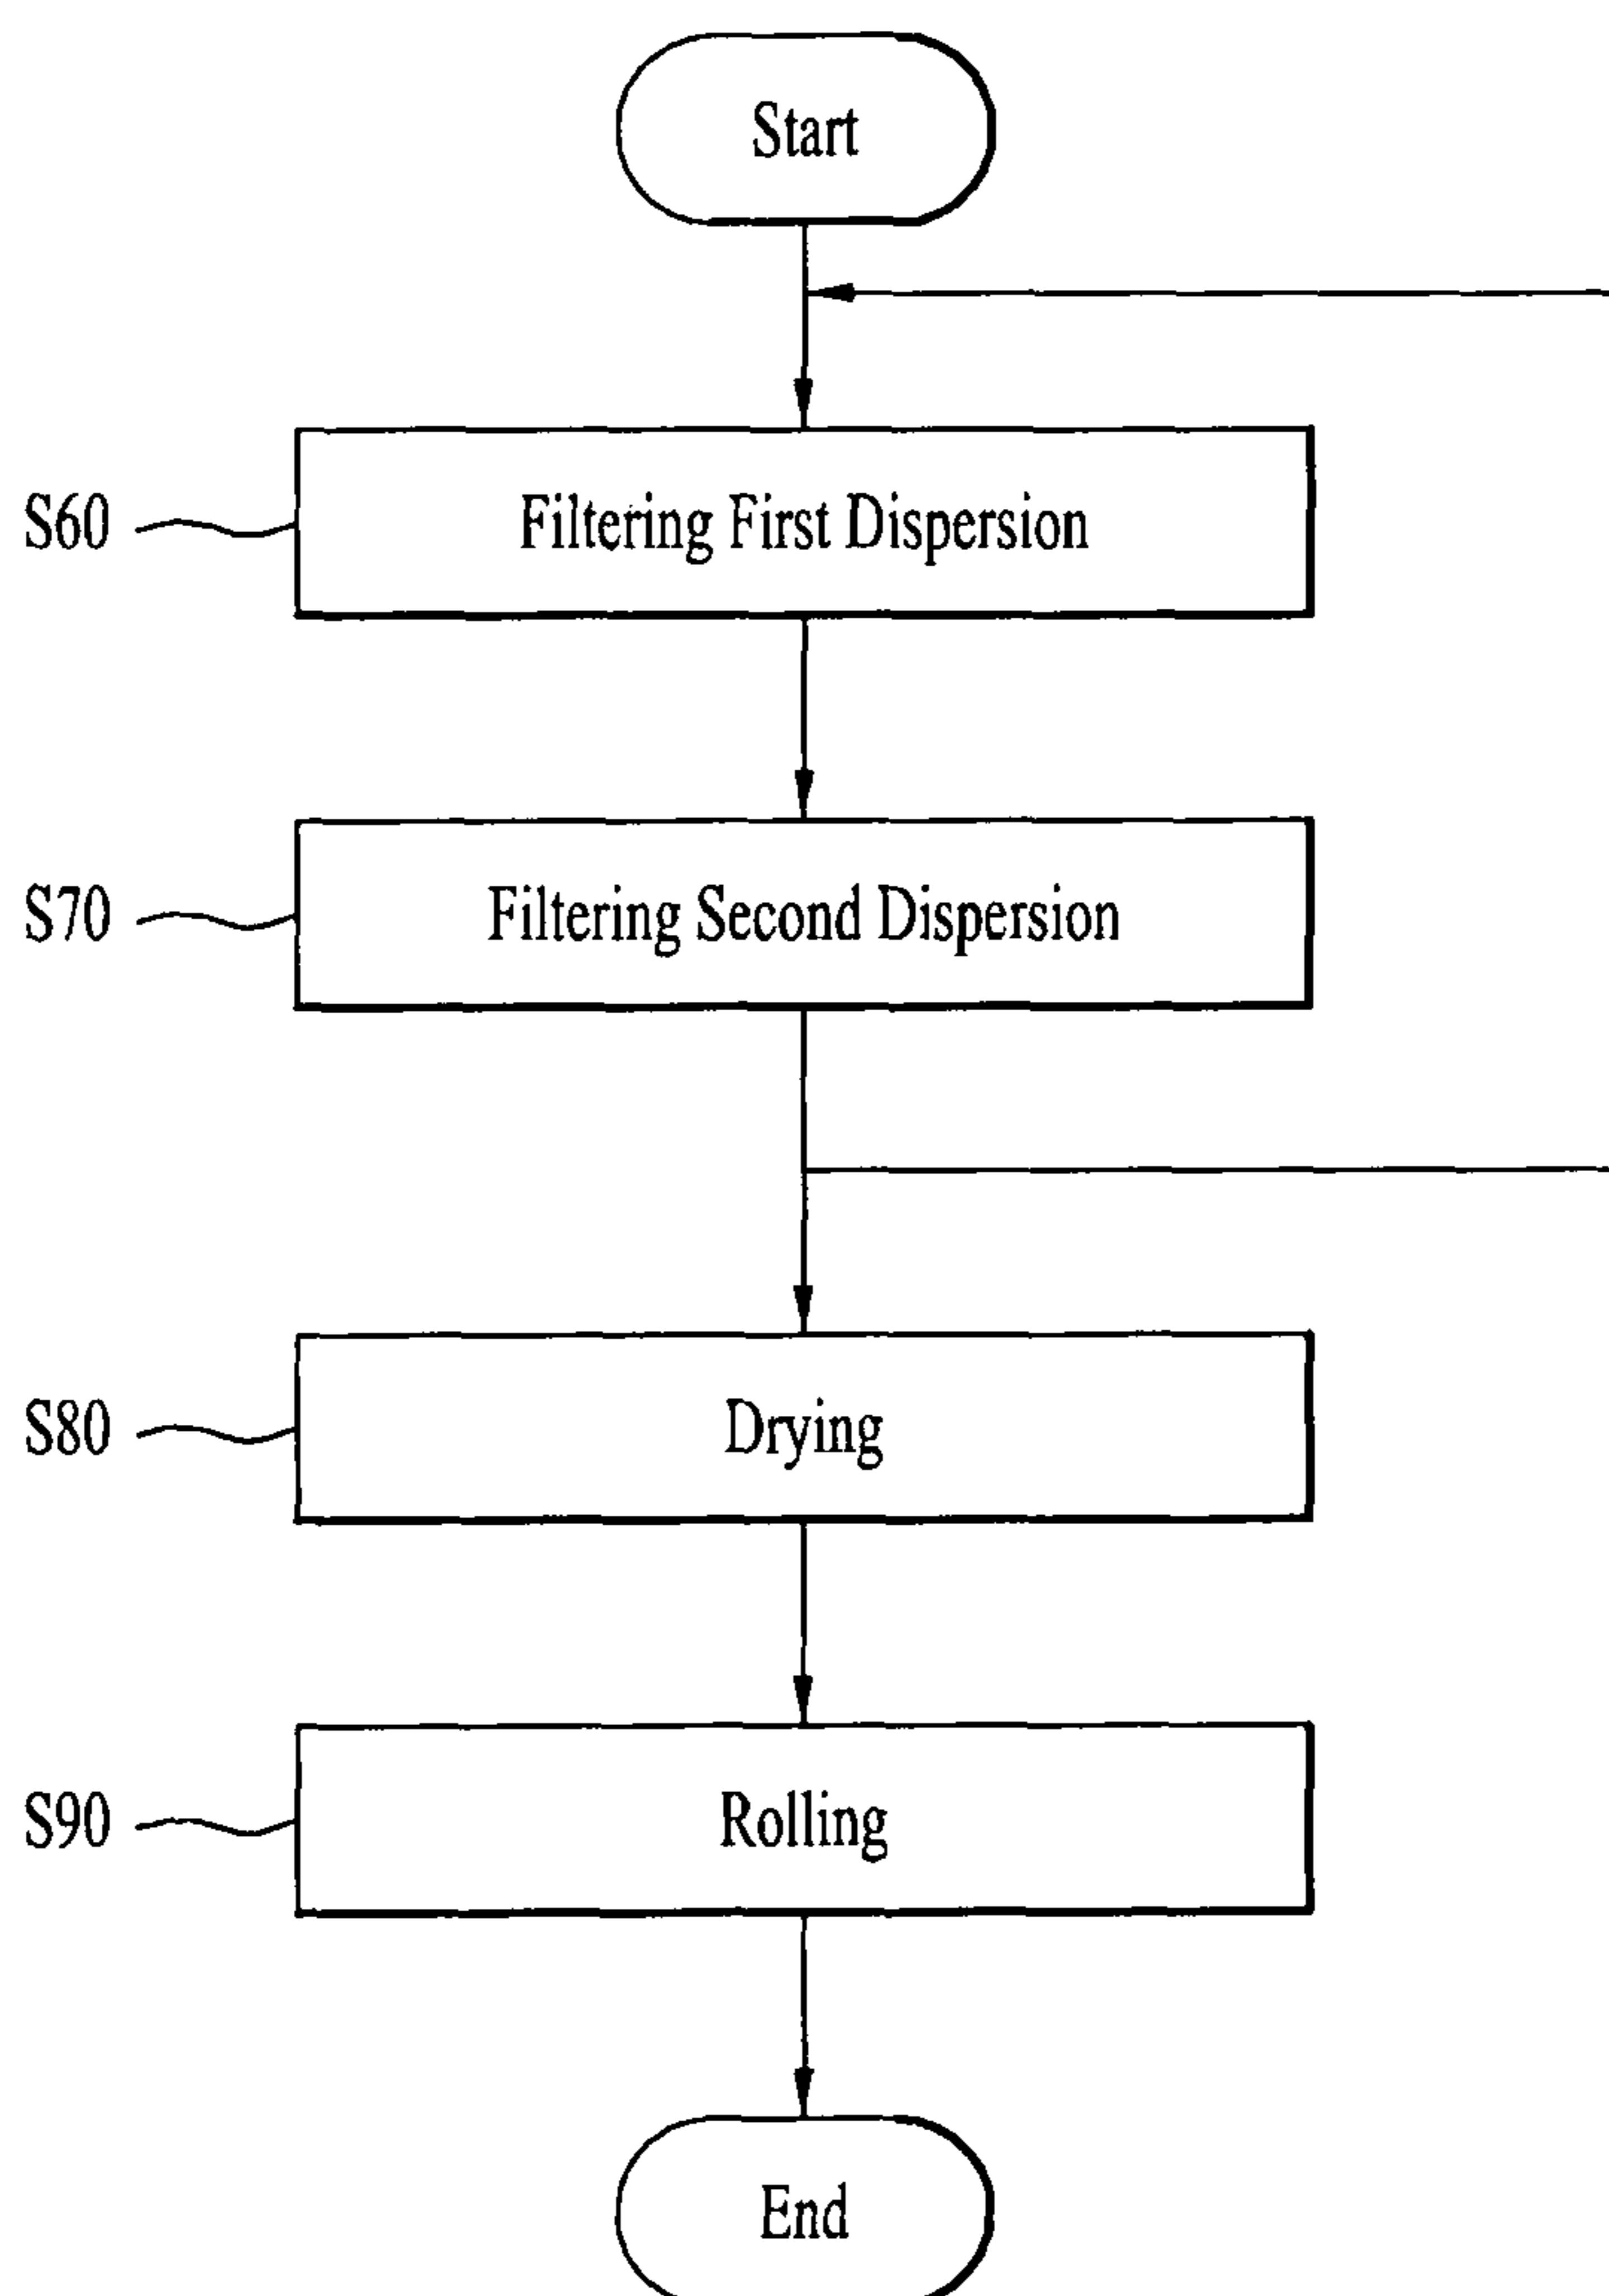 Start
S60 Filtering First Dispersion
S70 Filtering Second Dispersion
S80 Drying
S90 Rolling
End